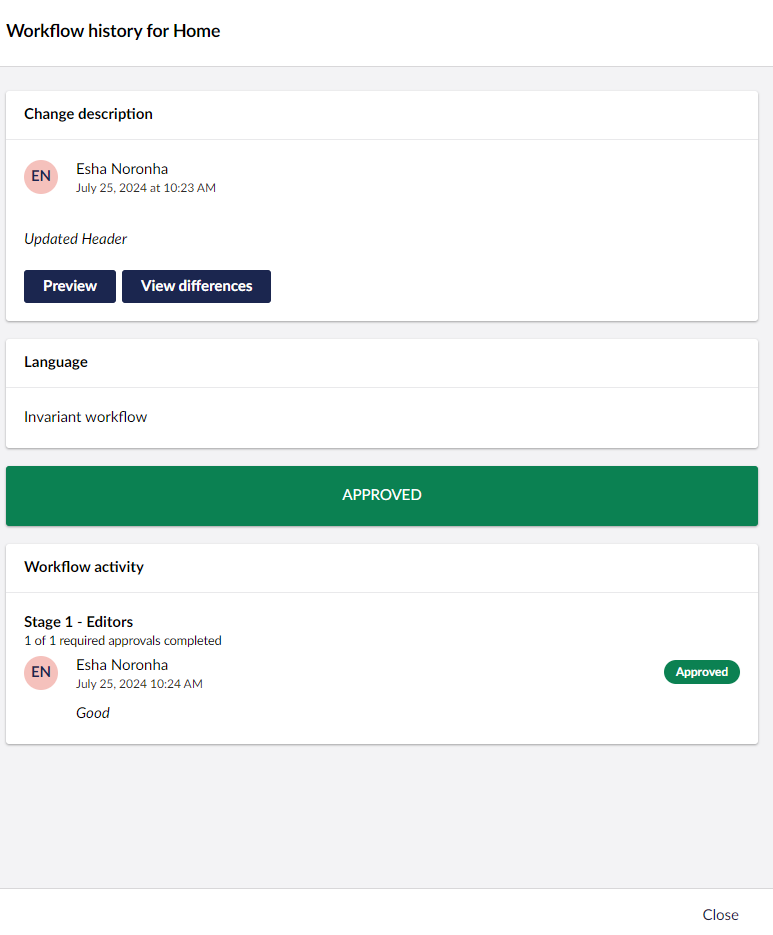 Workflow history for Home
Change description
EN
Esha Noronha
July 25, 2024 at 10:23 AM
Updated Header
Preview
View differences
Language
Invariant workflow
APPROVED
Workflow activity
Stage 1 - Editors
1 of 1 required approvals completed
EN
Esha Noronha
July 25, 2024 10:24 AM
Approved
Good
Close